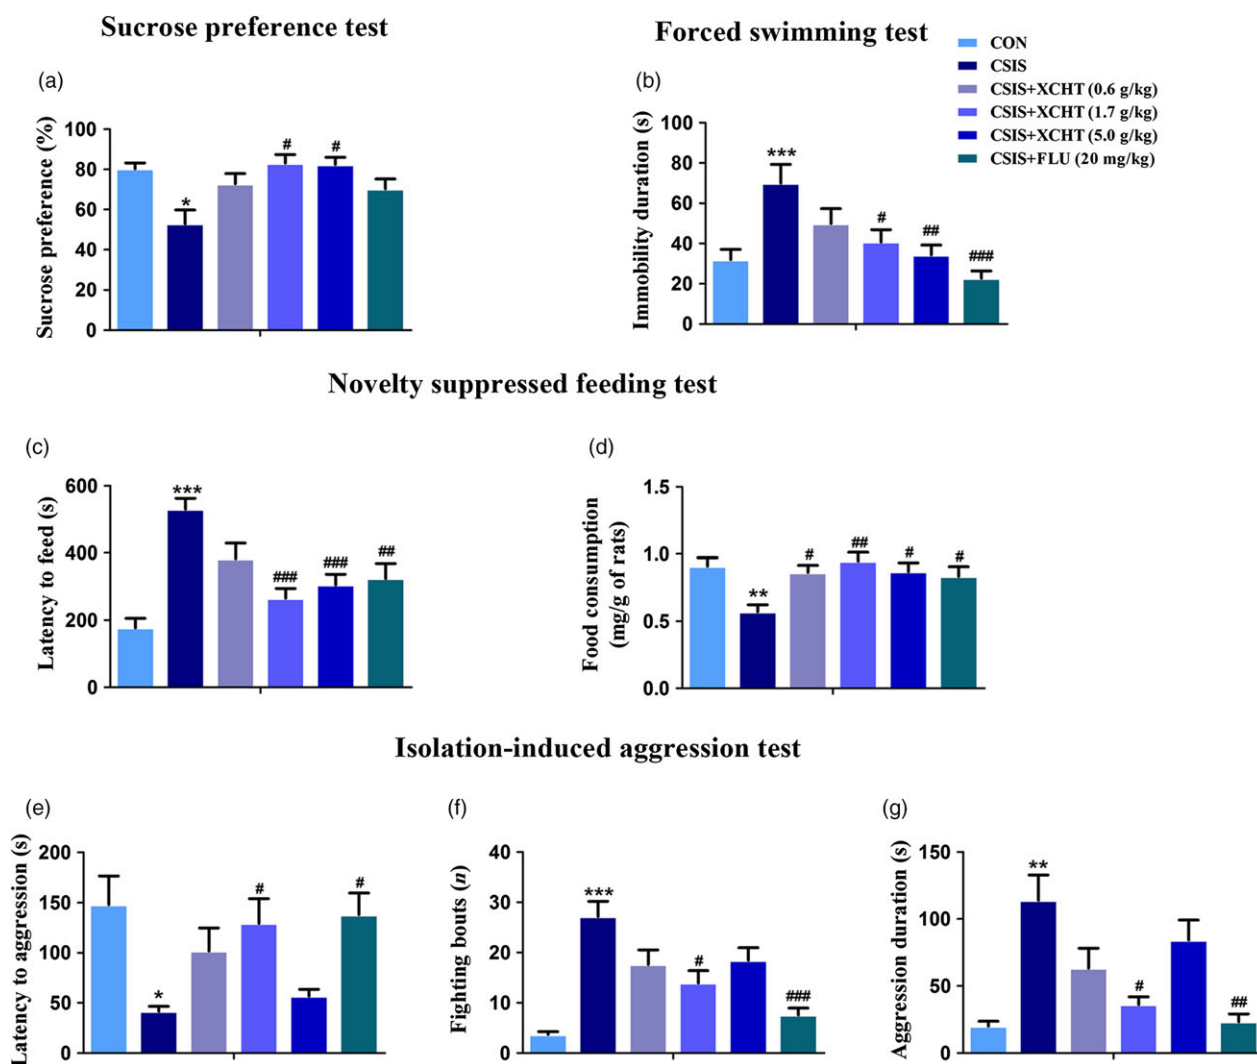 Sucrose preference test
Forced swimming test
CON
CSIS
CSIS+XCHT (0.6 g/kg)
CSIS+XCHT (1.7 g/kg)
CSIS+XCHT (5.0 g/kg)
CSIS+FLU (20 mg/kg)
(a)
Sucrose preference (%)
100
80
60
40
20
0
*
#
#
(b)
Immobility duration (s)
100
80
60
40
20
0
***
#
##
###
Novelty suppressed feeding test
(c)
Latency to feed (s)
600
400
200
0
***
###
###
##
(d)
Food consumption
(mg/g of rats)
1.5
1.0
0.5
0.0
**
#
##
#
#
Isolation-induced aggression test
(e)
Latency to aggression (s)
200
150
100
50
0
*
#
#
(f)
Fighting bouts (n)
40
30
20
10
0
***
#
###
(g)
Aggression duration (s)
150
100
50
0
**
#
##